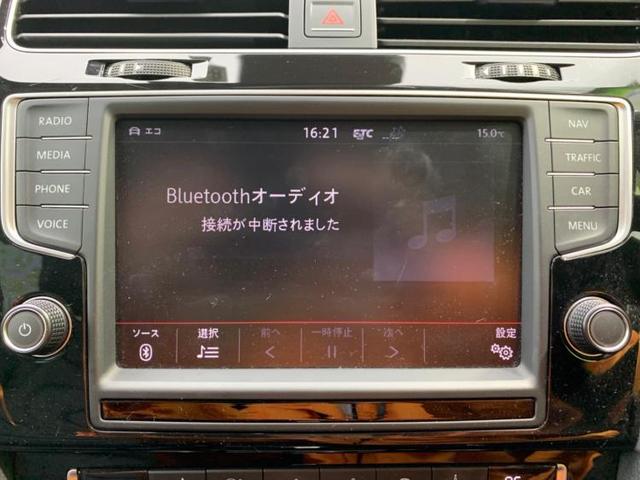 RADIO
MEDIA
PHONE
VOICE
NAV
TRAFFIC
CAR
MENU
エコ 16:21 ETC 15.0℃
Bluetoothオーディオ
接続が中断されました
ソース 選択 前へ 一時停止 次へ 設定